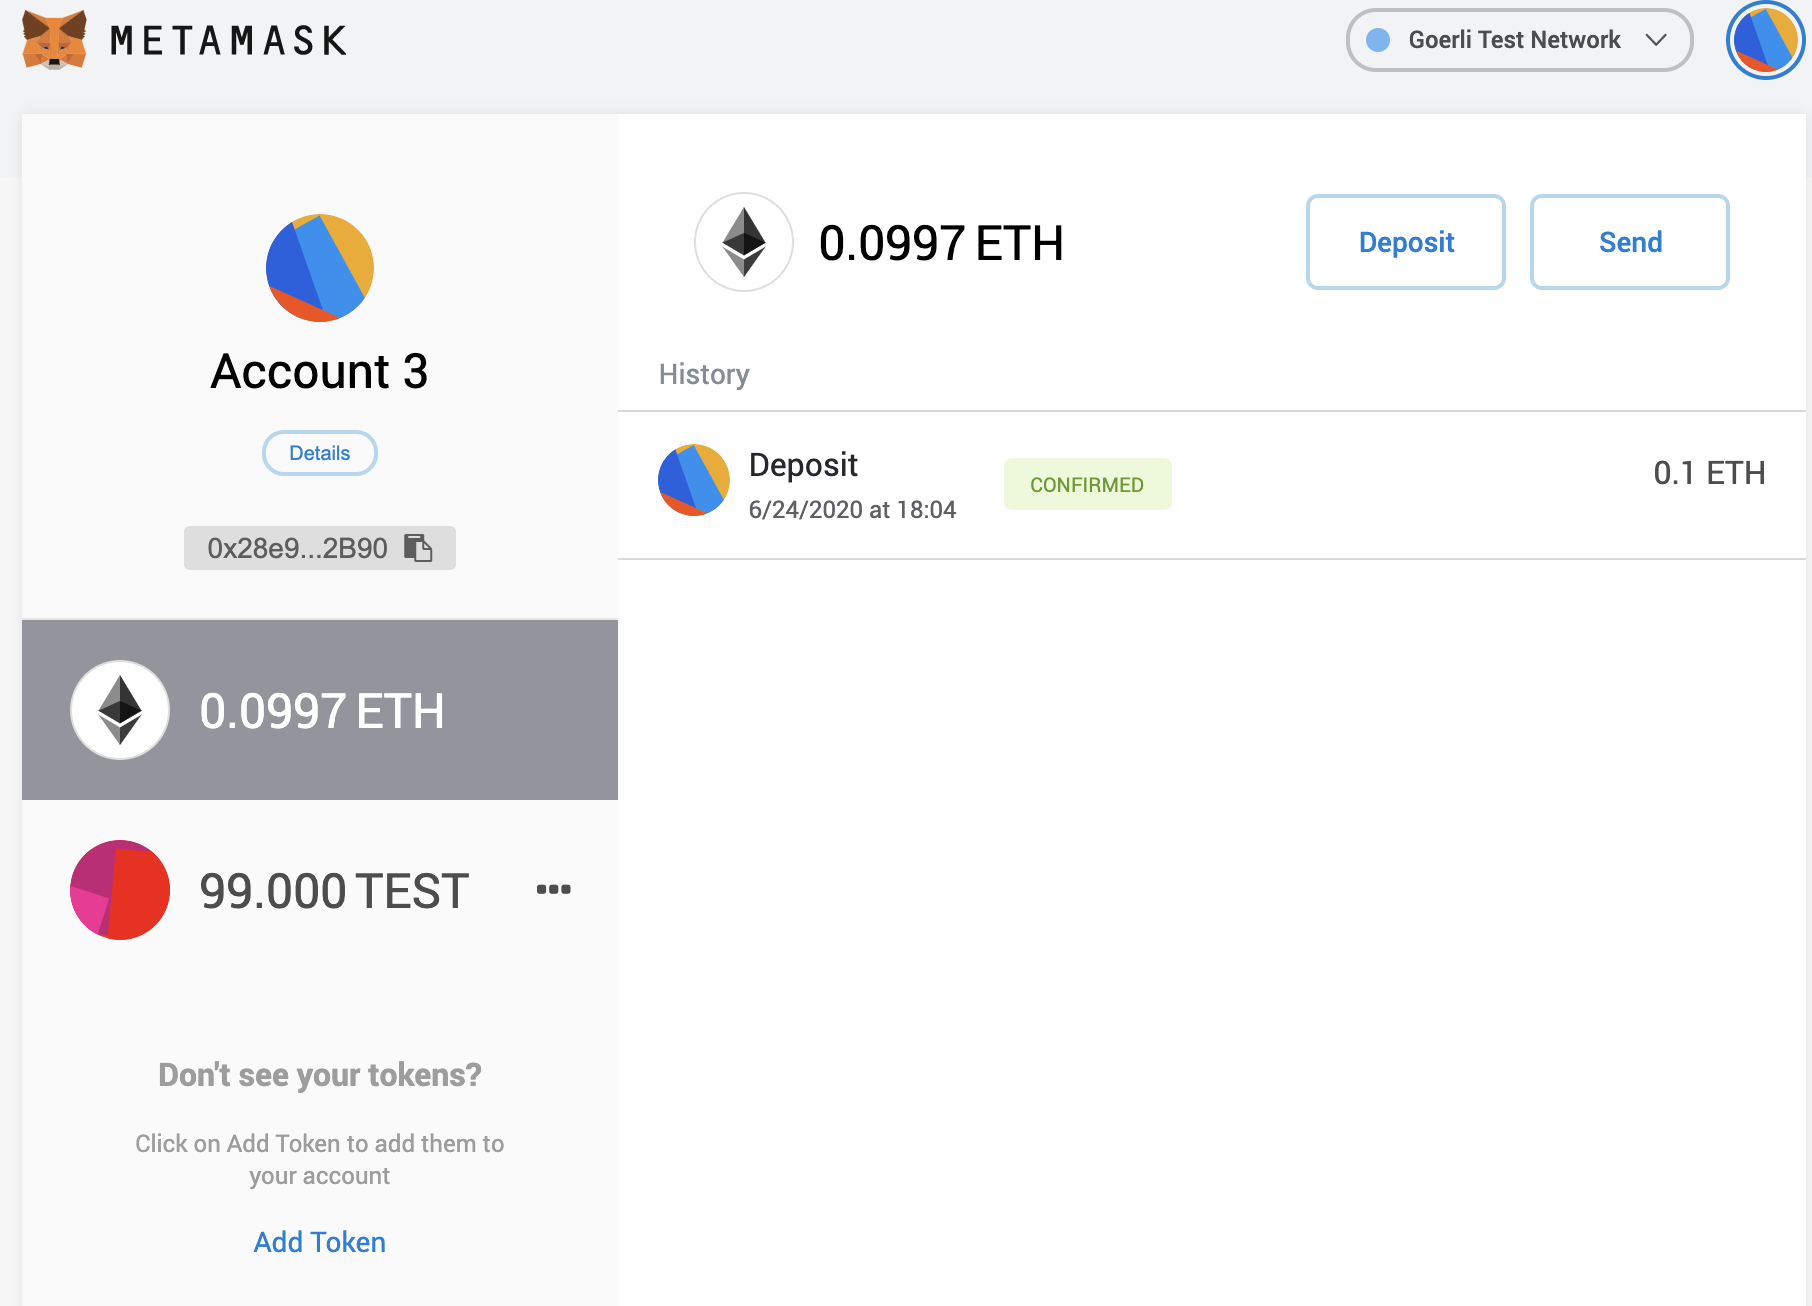 METAMASK
Goerli Test Network
Account 3
Details
0x28e9...2B90
0.0997 ETH
99.000 TEST
Don't see your tokens?
Click on Add Token to add them to
your account
Add Token
0.0997 ETH
Deposit
Send
History
Deposit
6/24/2020 at 18:04
CONFIRMED
0.1 ETH